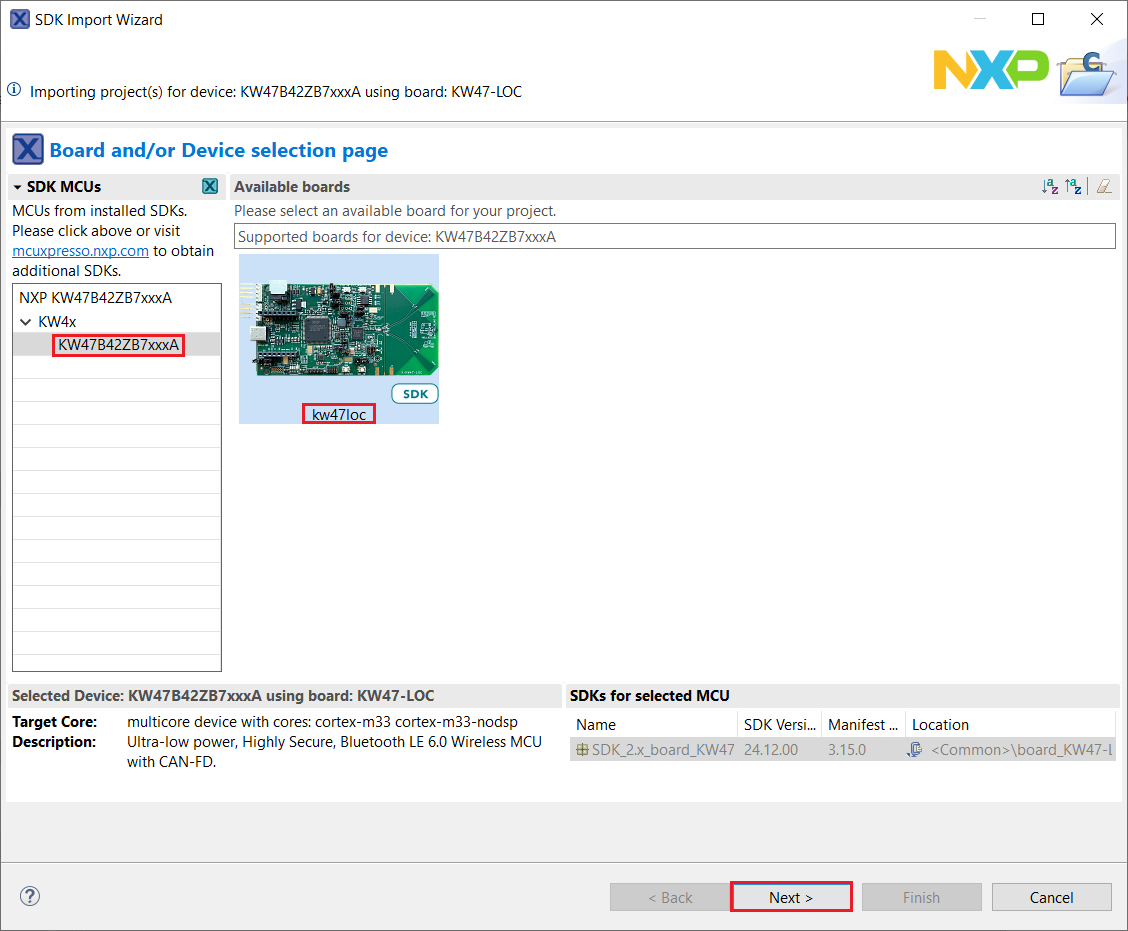 SDK Import Wizard
Importing project(s) for device: KW47B42ZB7xxxA using board: KW47-LOC
NXP
Board and/or Device selection page
SDK MCUs
MCUs from installed SDKs.
Please click above or visit
mcuxpresso.nxp.com to obtain
additional SDKs.
NXP KW47B42ZB7xxxA
KW4x
KW47B42ZB7xxxA
Available boards
Please select an available board for your project.
Supported boards for device: KW47B42ZB7xxxA
SDK
kw47loc
Selected Device: KW47B42ZB7xxxA using board: KW47-LOC
Target Core: multicore device with cores: cortex-m33 cortex-m33-nodsp
Description: Ultra-low power, Highly Secure, Bluetooth LE 6.0 Wireless MCU
with CAN-FD.
SDKs for selected MCU
Name SDK Versi... Manifest ... Location
SDK_2.x_board_KW47 24.12.00 3.15.0 <Common>\board_KW47-L
< Back Next > Finish Cancel